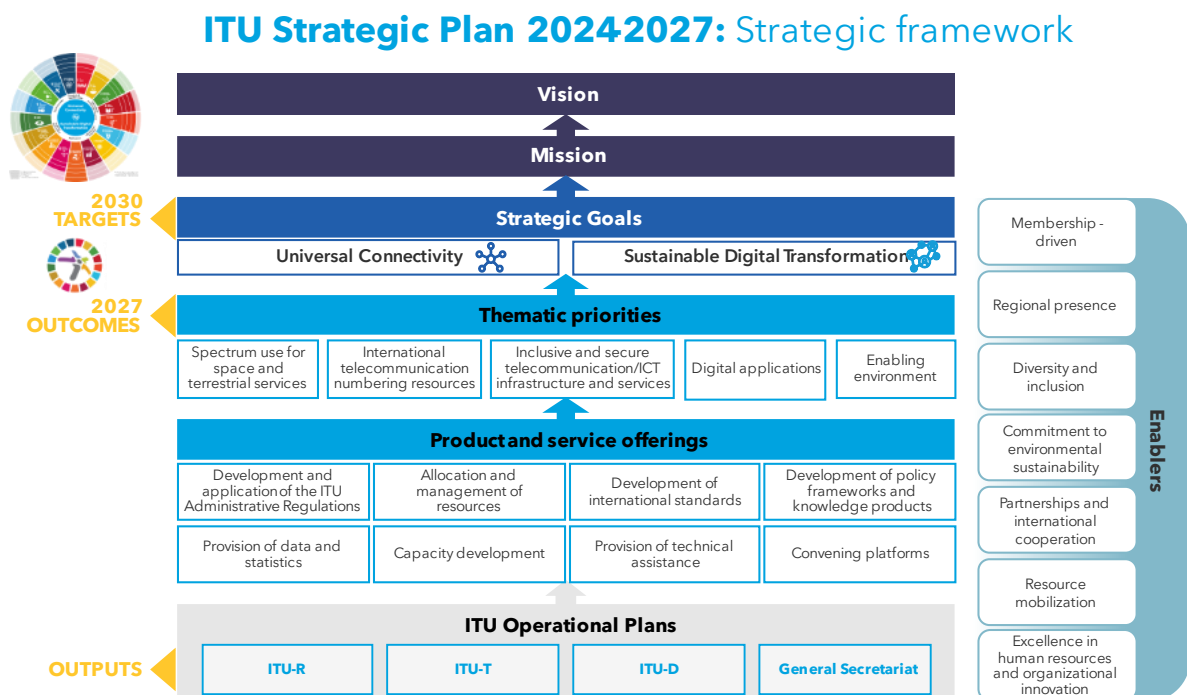 ITU Strategic Plan 2024-2027: Strategic framework
Vision
Mission
2030
TARGETS
Strategic Goals
Universal Connectivity
Sustainable Digital Transformation
2027
OUTCOMES
Thematic priorities
Spectrum use for
space and
terrestrial services
International
telecommunication
numbering resources
Inclusive and secure
telecommunication/ICT
infrastructure and services
Digital applications
Enabling
environment
Product and service offerings
Development and
application of the ITU
Administrative Regulations
Allocation and
management of
resources
Development of
international standards
Development of policy
frameworks and
knowledge products
Provision of data and
statistics
Capacity development
Provision of technical
assistance
Convening platforms
ITU Operational Plans
OUTPUTS
ITU-R
ITU-T
ITU-D
General Secretariat
Membership -
driven
Regional presence
Diversity and
inclusion
Commitment to
environmental
sustainability
Partnerships and
international
cooperation
Resource
mobilization
Excellence in
human resources
and organizational
innovation
Enablers